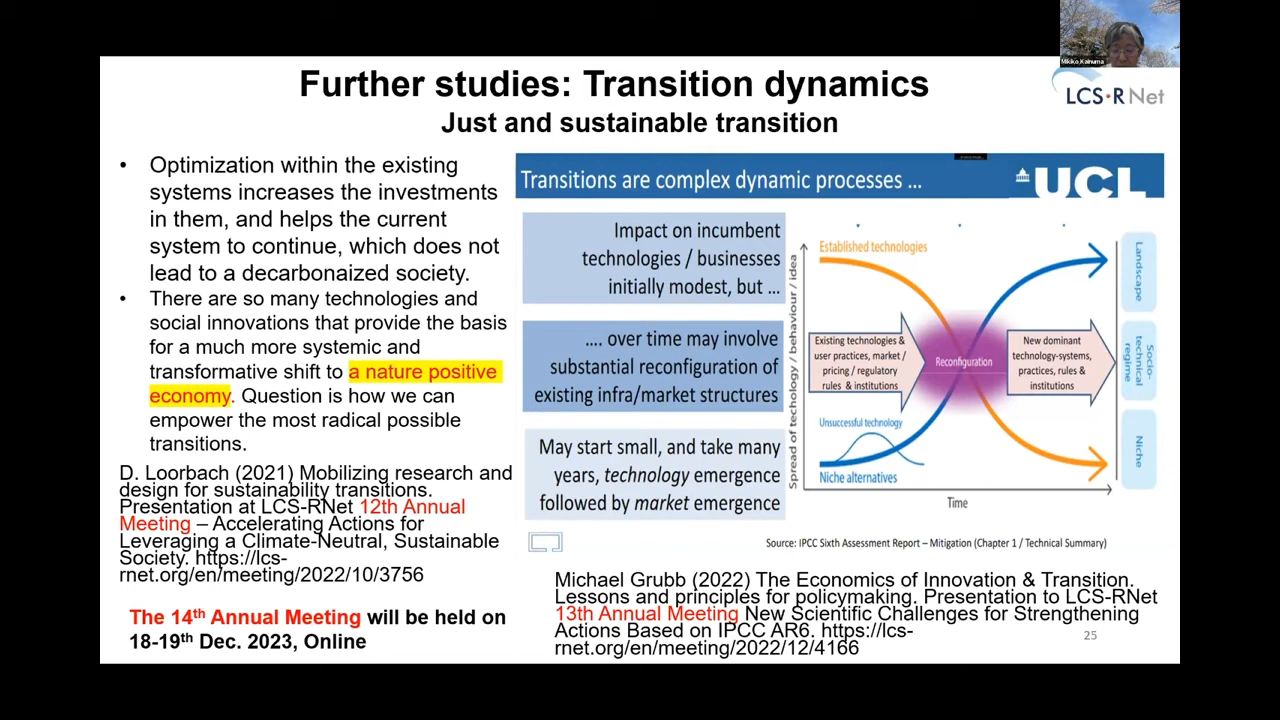 Mikiko Kainuma
Further studies: Transition dynamics
LCS·RNet
Just and sustainable transition
• Optimization within the existing
systems increases the investments
in them, and helps the current
system to continue, which does not
lead to a decarbonaized society.
• There are so many technologies and
social innovations that provide the basis
for a much more systemic and
transformative shift to a nature positive
economy. Question is how we can
empower the most radical possible
transitions.
D. Loorbach (2021) Mobilizing research and
design for sustainability transitions.
Presentation at LCS-RNet 12th Annual
Meeting – Accelerating Actions for
Leveraging a Climate-Neutral, Sustainable
Society. https://lcs-
rnet.org/en/meeting/2022/10/3756
The 14th Annual Meeting will be held on
18-19th Dec. 2023, Online
Transitions are complex dynamic processes ...
UCL
Impact on incumbent
technologies / businesses
initially modest, but ...
.... over time may involve
substantial reconfiguration of
existing infra/market structures
May start small, and take many
years, technology emergence
followed by market emergence
Spread of techology / behaviour / idea
Established technologies
Existing technologies &
user practices, market /
pricing / regulatory
rules & institutions
Reconfiguration
New dominant
technology-systems,
practices, rules &
institutions
Unsuccessful technology
Niche alternatives
Time
Landscape
Socio-
technical
regime
Niche
Source: IPCC Sixth Assessment Report – Mitigation (Chapter 1 / Technical Summary)
Michael Grubb (2022) The Economics of Innovation & Transition.
Lessons and principles for policymaking. Presentation to LCS-RNet
13th Annual Meeting New Scientific Challenges for Strengthening
Actions Based on IPCC AR6. https://lcs-
rnet.org/en/meeting/2022/12/4166
25